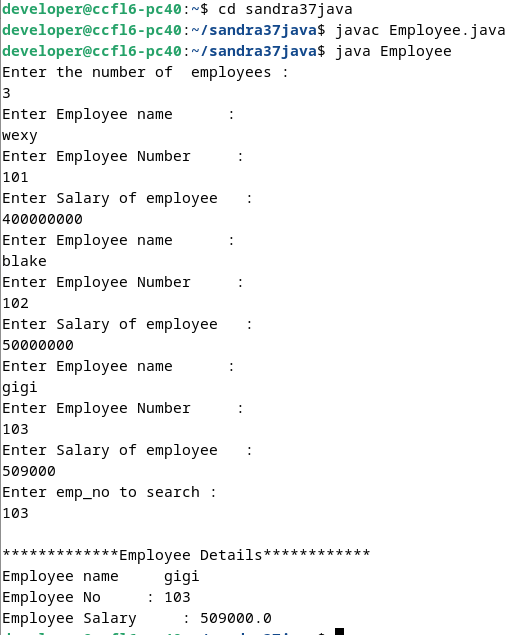 developer@ccfl6-pc40:~$ cd sandra37java
developer@ccfl6-pc40:~/sandra37java$ javac Employee.java
developer@ccfl6-pc40:~/sandra37java$ java Employee
Enter the number of  employees :
3
Enter Employee name      :
wexy
Enter Employee Number     :
101
Enter Salary of employee   :
400000000
Enter Employee name      :
blake
Enter Employee Number     :
102
Enter Salary of employee   :
50000000
Enter Employee name      :
gigi
Enter Employee Number     :
103
Enter Salary of employee   :
509000
Enter emp_no to search :
103
*************Employee Details************
Employee name     gigi
Employee No     : 103
Employee Salary     : 509000.0